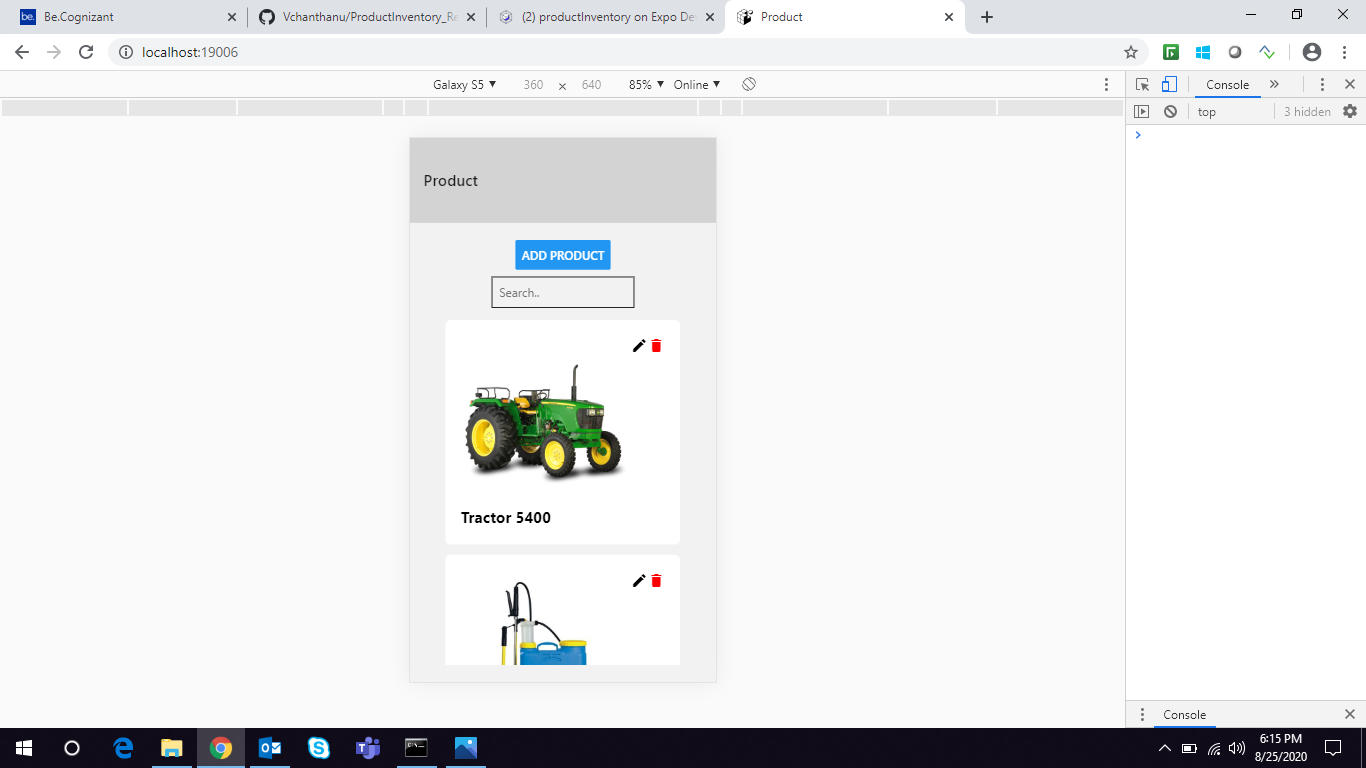 be. Be.Cognizant
Vchanthanu/ProductInventory_Re
(2) productInventory on Expo De
Product
localhost:19006
Galaxy S5 360 x 640 85% Online
Console
top
3 hidden
Product
ADD PRODUCT
Search..
Tractor 5400
Console
6:15 PM
8/25/2020